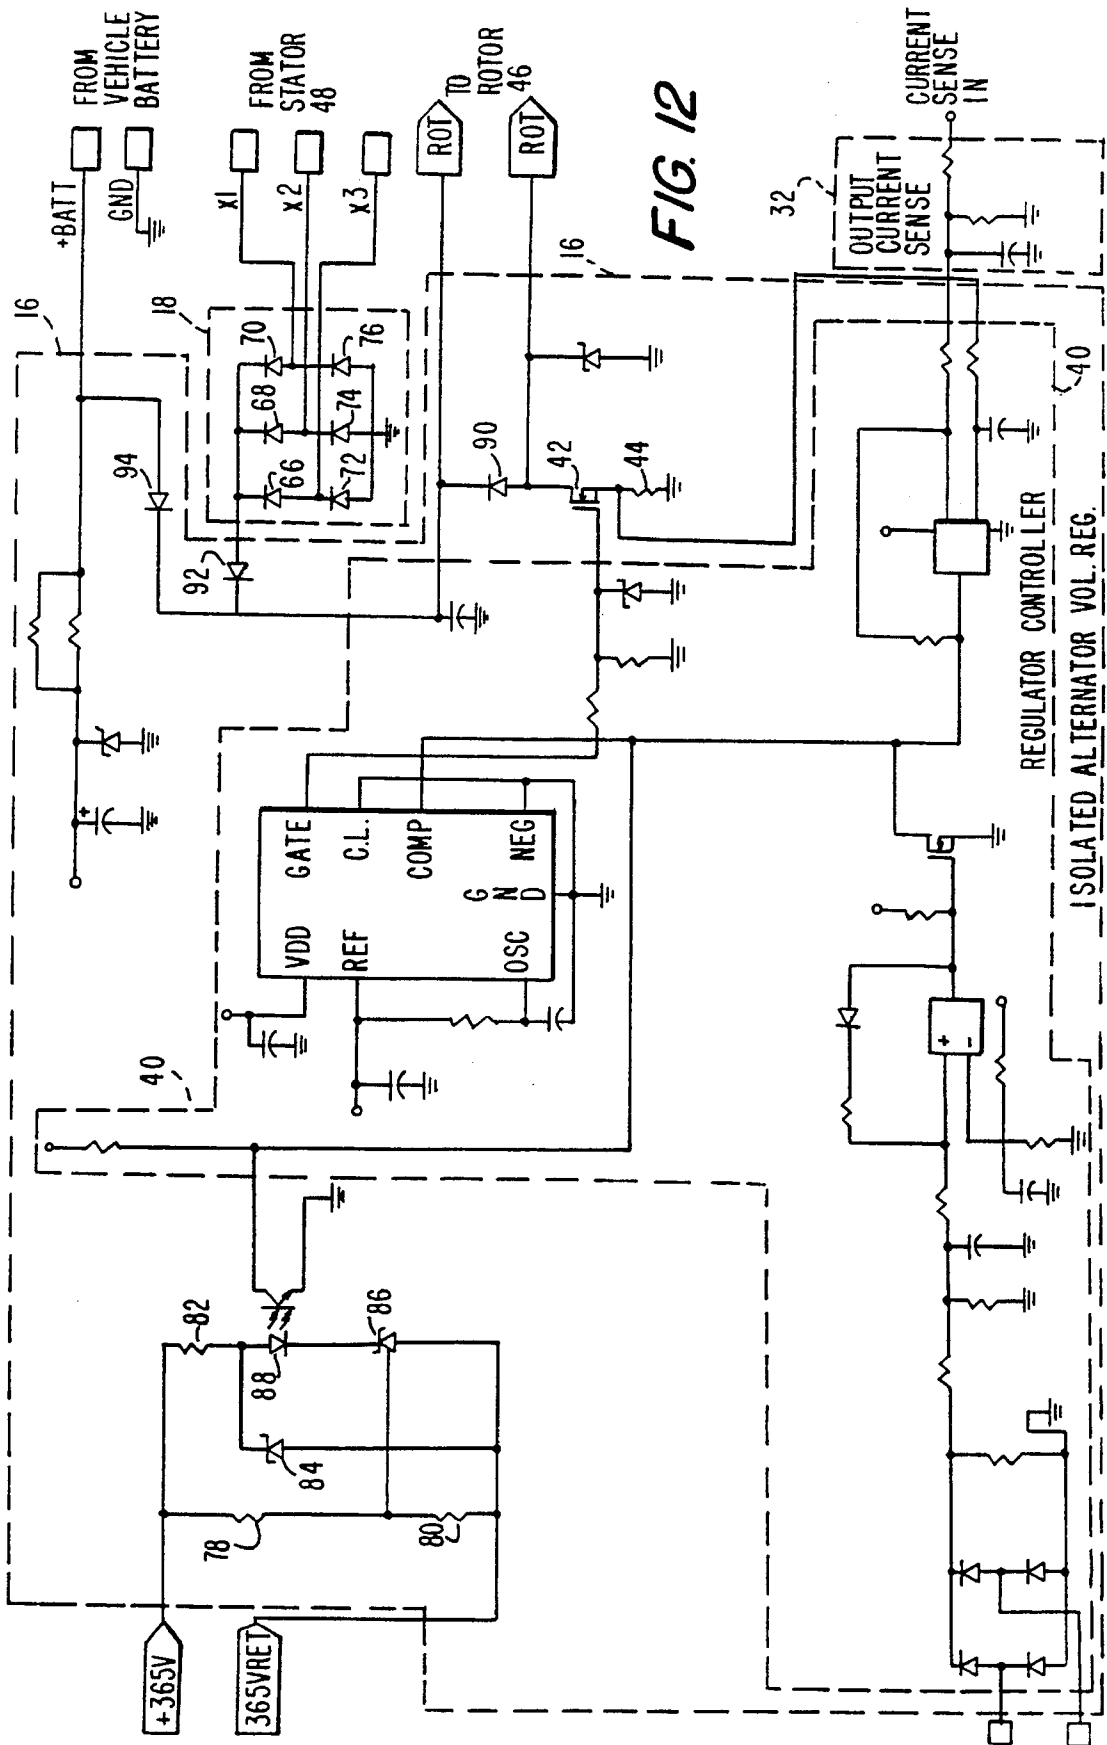 FROM
VEHICLE
BATTERY
+BATT
GND
FROM
STATOR
48
X1
X2
X3
TO
ROTOR
46
ROT
ROT
FIG. 12
CURRENT
SENSE
IN
32
OUTPUT
CURRENT
SENSE
16
18
70
76
68
74
66
72
94
92
90
42
44
16
40
GATE
C.L.
COMP
NEG
GND
VDD
REF
OSC
40
82
86
88
84
78
80
+365V
365VRET
+
+
-
REGULATOR CONTROLLER
ISOLATED ALTERNATOR VOL. REG.